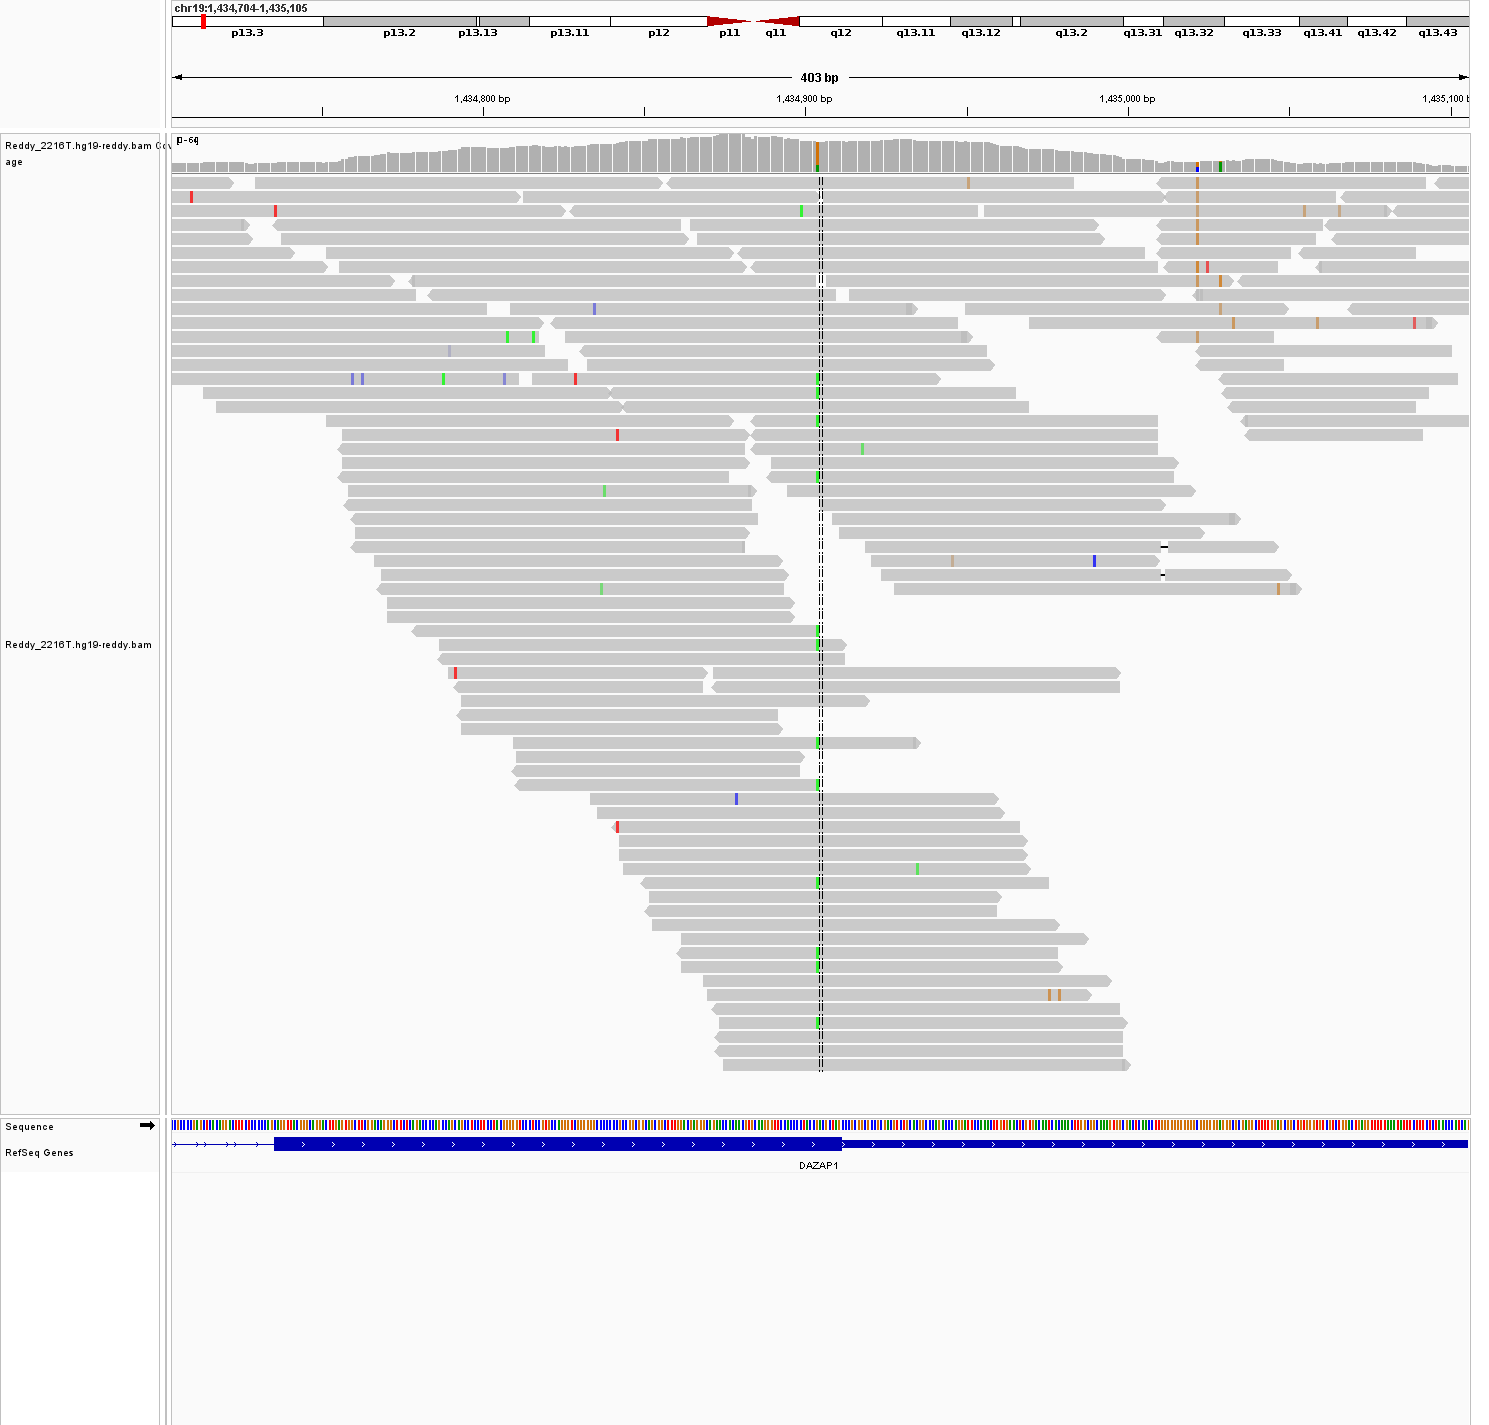 chr19:1,434,704-1,435,105
p13.3 p13.2 p13.13 p13.11 p12 p11 q11 q12 q13.11 q13.12 q13.2 q13.31 q13.32 q13.33 q13.41 q13.42 q13.43
403 bp
1,434,800 bp 1,434,900 bp 1,435,000 bp 1,435,100 b
Reddy_2216T.hg19-reddy.bam Cov
age
[0-64]
Reddy_2216T.hg19-reddy.bam
Sequence
RefSeq Genes
DAZAP1